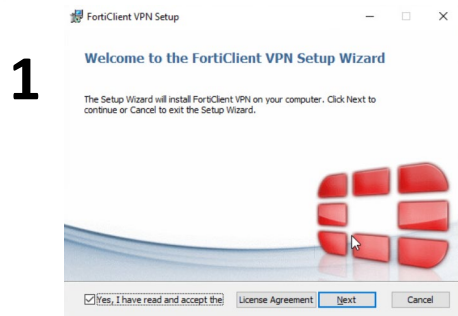 1
FortiClient VPN Setup
Welcome to the FortiClient VPN Setup Wizard
The Setup Wizard will install FortiClient VPN on your computer. Click Next to
continue or Cancel to exit the Setup Wizard.
Yes, I have read and accept the License Agreement Next Cancel